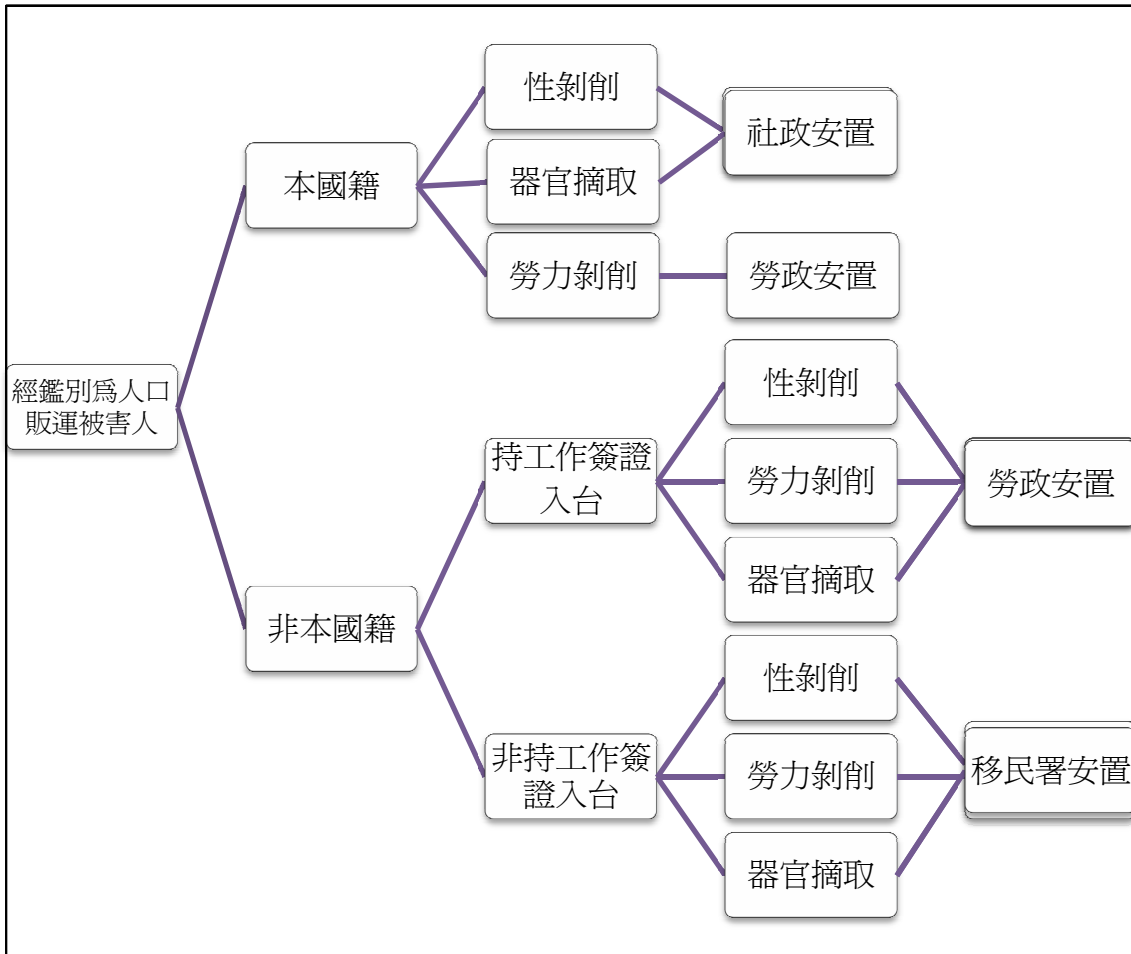 性剝削
社政安置
器官摘取
本國籍
勞力剝削
勞政安置
經鑑別爲人口
販運被害人
性剝削
持工作簽證
入台
勞力剝削
勞政安置
器官摘取
非本國籍
性剝削
非持工作簽
證入台
勞力剝削
移民署安置
器官摘取